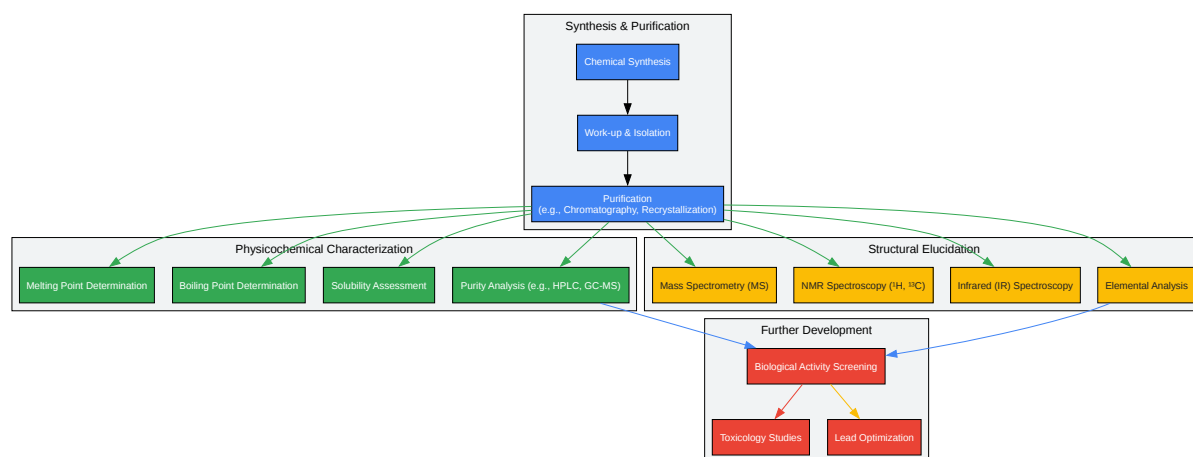 Synthesis & Purification
Chemical Synthesis
Work-up & Isolation
Purification
(e.g., Chromatography, Recrystallization)
Physicochemical Characterization
Structural Elucidation
Melting Point Determination
Boiling Point Determination
Solubility Assessment
Purity Analysis (e.g., HPLC, GC-MS)
Mass Spectrometry (MS)
NMR Spectroscopy (¹H, ¹³C)
Infrared (IR) Spectroscopy
Elemental Analysis
Further Development
Biological Activity Screening
Toxicology Studies
Lead Optimization